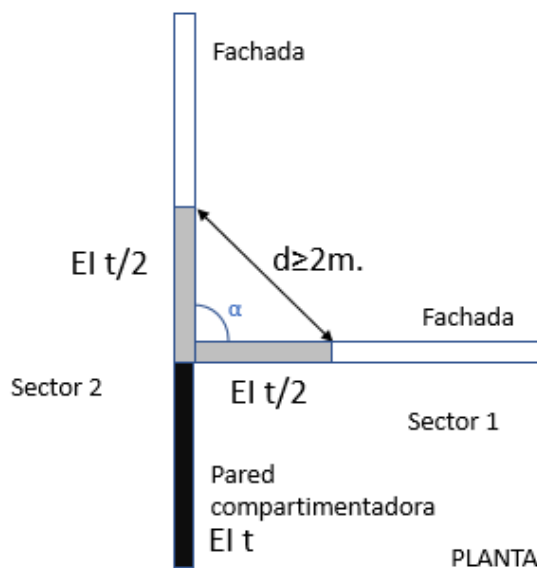 Fachada
EI t/2
d≥2m.
α
Fachada
Sector 2
EI t/2
Sector 1
Pared
compartimentadora
EI t
PLANTA